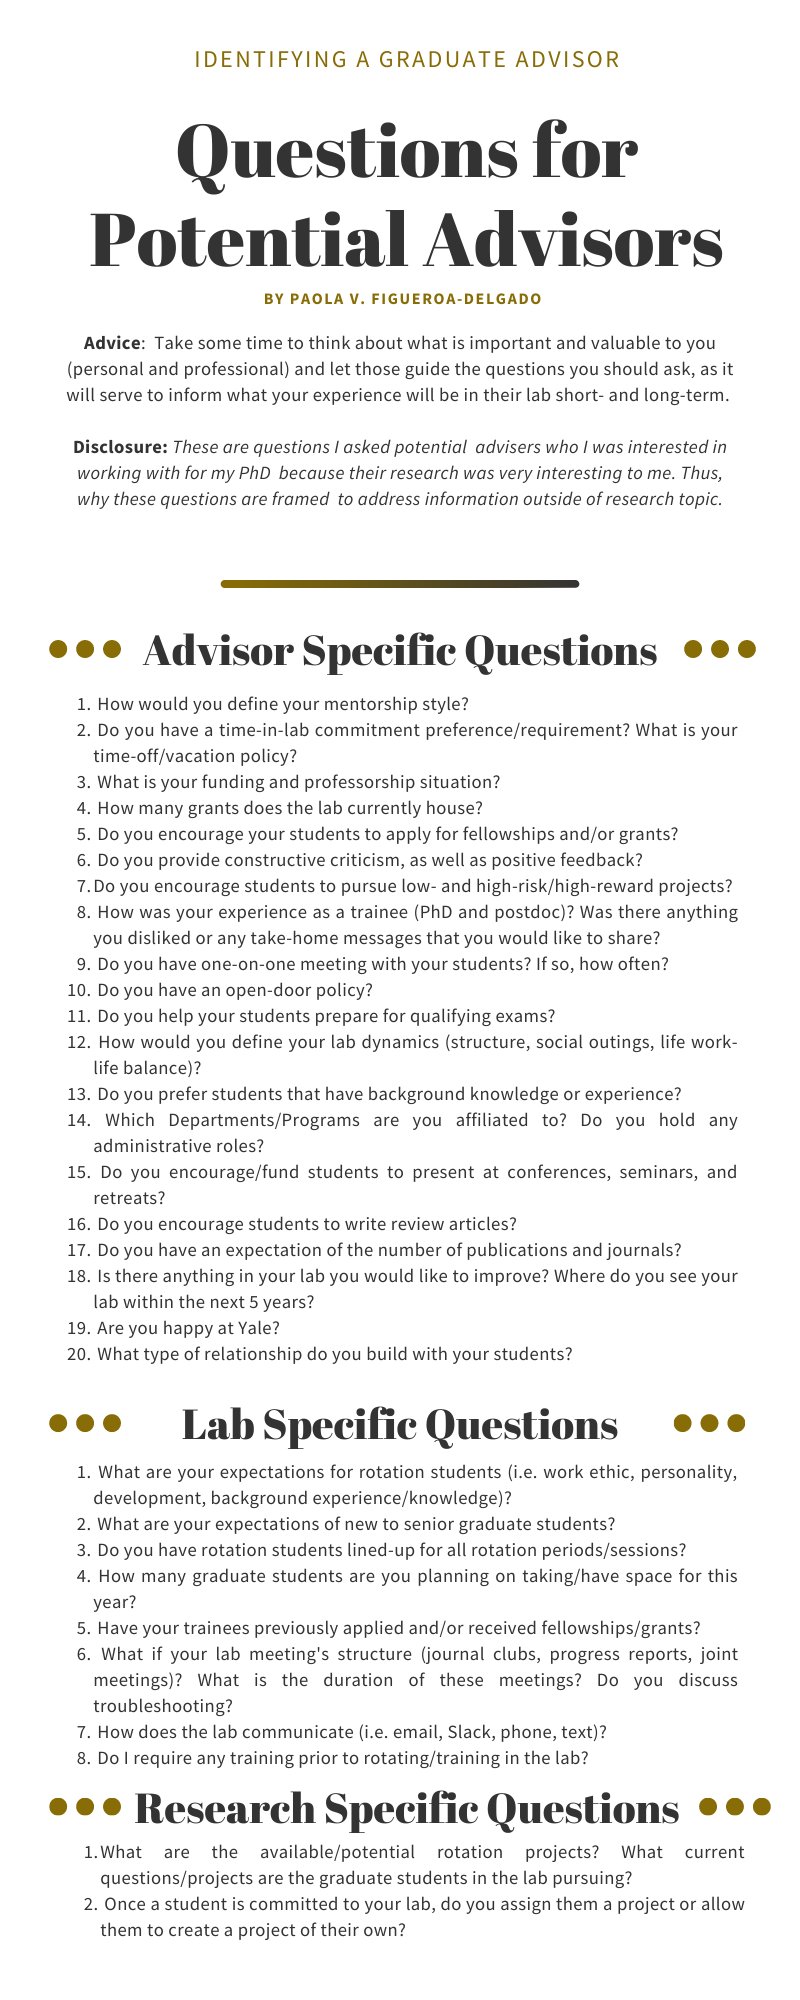 IDENTIFYING A GRADUATE ADVISOR
Questions for
Potential Advisors
BY PAOLA V. FIGUEROA-DELGADO
Advice: Take some time to think about what is important and valuable to you
(personal and professional) and let those guide the questions you should ask, as it
will serve to inform what your experience will be in their lab short- and long-term.
Disclosure: These are questions I asked potential advisers who I was interested in
working with for my PhD because their research was very interesting to me. Thus,
why these questions are framed to address information outside of research topic.
Advisor Specific Questions
1. How would you define your mentorship style?
2. Do you have a time-in-lab commitment preference/requirement? What is your
time-off/vacation policy?
3. What is your funding and professorship situation?
4. How many grants does the lab currently house?
5. Do you encourage your students to apply for fellowships and/or grants?
6. Do you provide constructive criticism, as well as positive feedback?
7. Do you encourage students to pursue low- and high-risk/high-reward projects?
8. How was your experience as a trainee (PhD and postdoc)? Was there anything
you disliked or any take-home messages that you would like to share?
9. Do you have one-on-one meeting with your students? If so, how often?
10. Do you have an open-door policy?
11. Do you help your students prepare for qualifying exams?
12. How would you define your lab dynamics (structure, social outings, life work-
life balance)?
13. Do you prefer students that have background knowledge or experience?
14. Which Departments/Programs are you affiliated to? Do you hold any
administrative roles?
15. Do you encourage/fund students to present at conferences, seminars, and
retreats?
16. Do you encourage students to write review articles?
17. Do you have an expectation of the number of publications and journals?
18. Is there anything in your lab you would like to improve? Where do you see your
lab within the next 5 years?
19. Are you happy at Yale?
20. What type of relationship do you build with your students?
Lab Specific Questions
1. What are your expectations for rotation students (i.e. work ethic, personality,
development, background experience/knowledge)?
2. What are your expectations of new to senior graduate students?
3. Do you have rotation students lined-up for all rotation periods/sessions?
4. How many graduate students are you planning on taking/have space for this
year?
5. Have your trainees previously applied and/or received fellowships/grants?
6. What if your lab meeting's structure (journal clubs, progress reports, joint
meetings)? What is the duration of these meetings? Do you discuss
troubleshooting?
7. How does the lab communicate (i.e. email, Slack, phone, text)?
8. Do I require any training prior to rotating/training in the lab?
Research Specific Questions
1. What are the available/potential rotation projects? What current
questions/projects are the graduate students in the lab pursuing?
2. Once a student is committed to your lab, do you assign them a project or allow
them to create a project of their own?